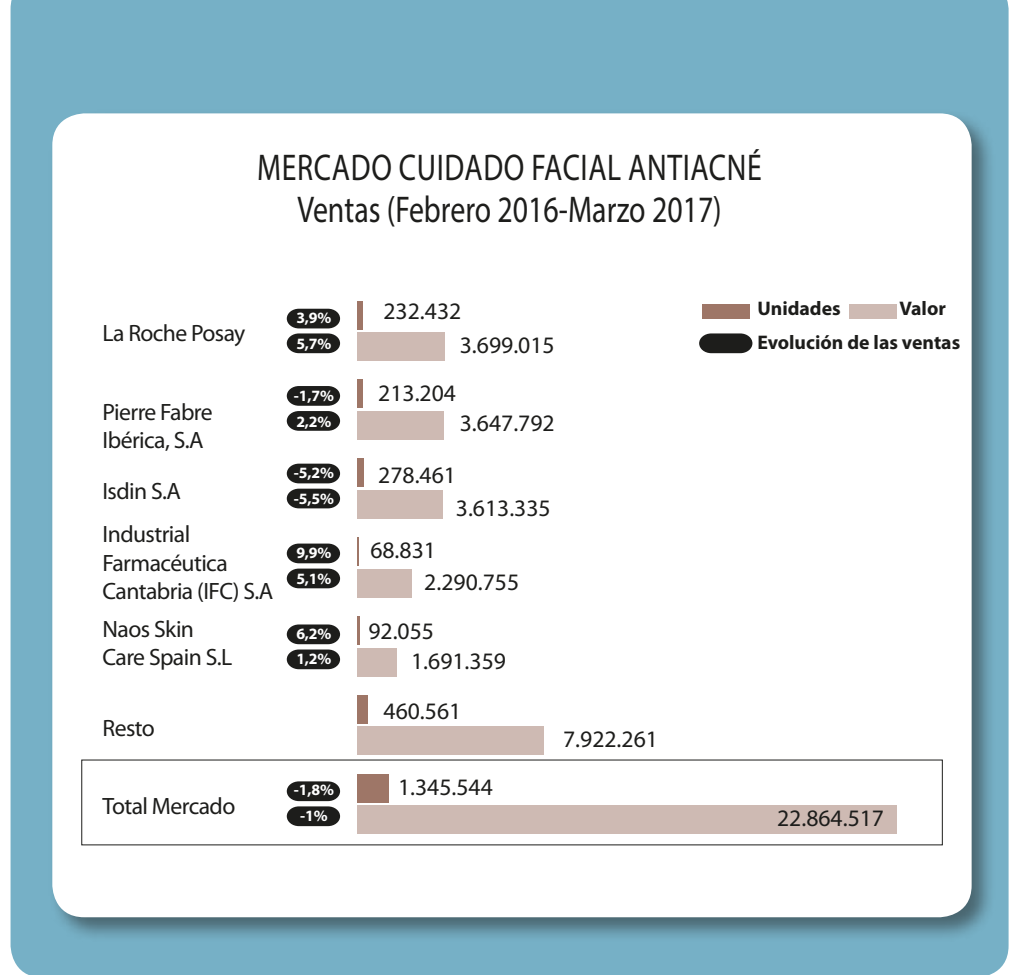 MERCADO CUIDADO FACIAL ANTIACNÉ
Ventas (Febrero 2016-Marzo 2017)
Unidades Valor
Evolución de las ventas
La Roche Posay
3,9% 232.432
5,7% 3.699.015
Pierre Fabre
Ibérica, S.A
-1,7% 213.204
2,2% 3.647.792
Isdin S.A
-5,2% 278.461
-5,5% 3.613.335
Industrial
Farmacéutica
Cantabria (IFC) S.A
9,9% 68.831
5,1% 2.290.755
Naos Skin
Care Spain S.L
6,2% 92.055
1,2% 1.691.359
Resto
460.561
7.922.261
Total Mercado
-1,8% 1.345.544
-1% 22.864.517